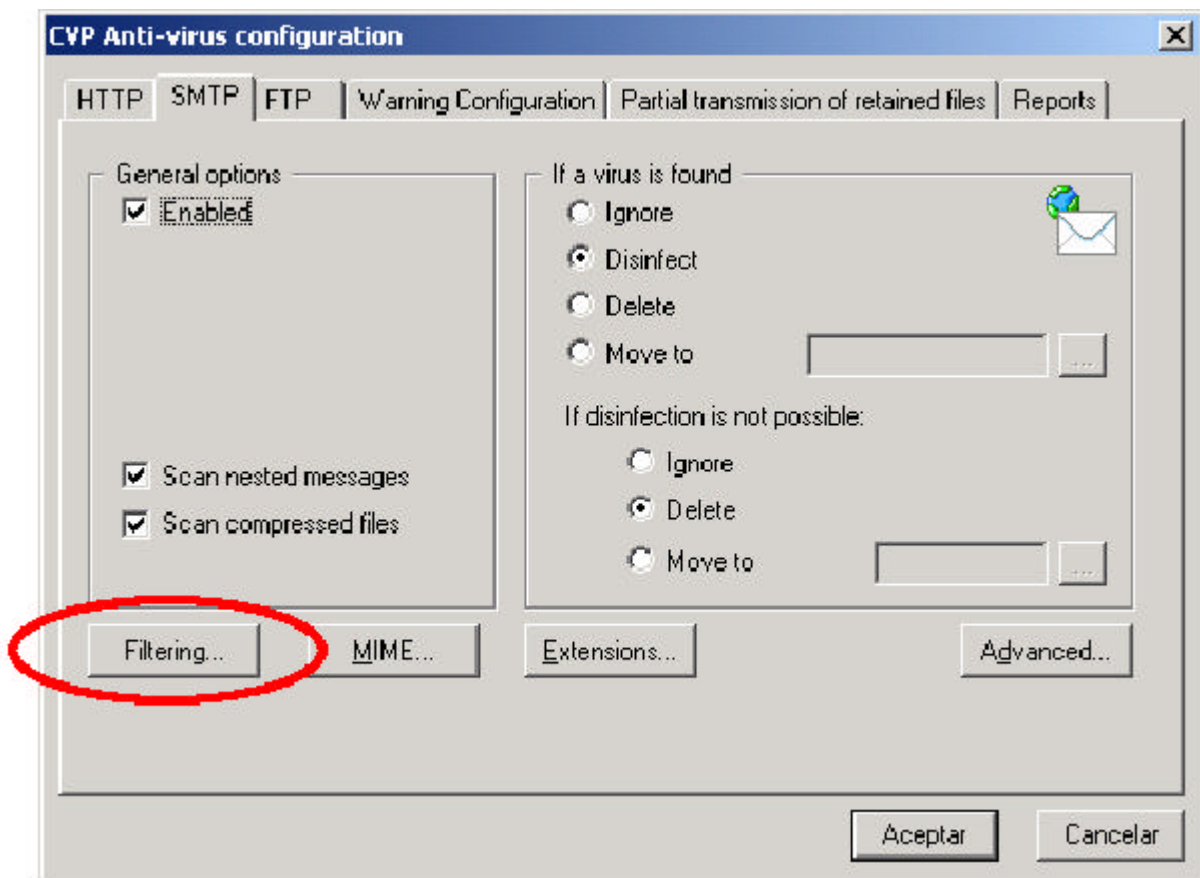 CVP Anti-virus configuration
HTTP SMTP FTP Warning Configuration Partial transmission of retained files Reports
General options
Enabled
Scan nested messages
Scan compressed files
If a virus is found
Ignore
Disinfect
Delete
Move to
...
If disinfection is not possible:
Ignore
Delete
Move to
...
Filtering... MIME... Extensions... Advanced...
Aceptar Cancelar